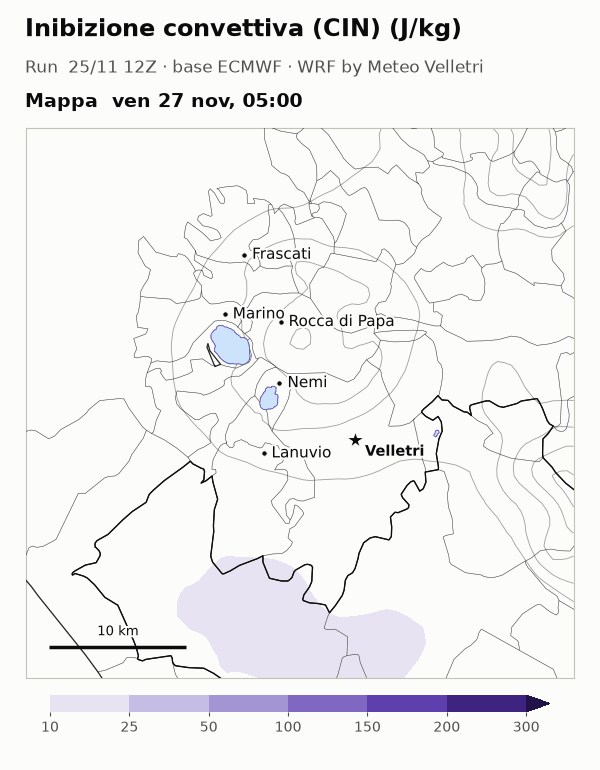 Inibizione convettiva (CIN) (J/kg)
Run  25/11 12Z · base ECMWF · WRF by Meteo Velletri
Mappa  ven 27 nov, 05:00
Frascati
Marino
Rocca di Papa
Nemi
Velletri
Lanuvio
10 km
10 25 50 100 150 200 300